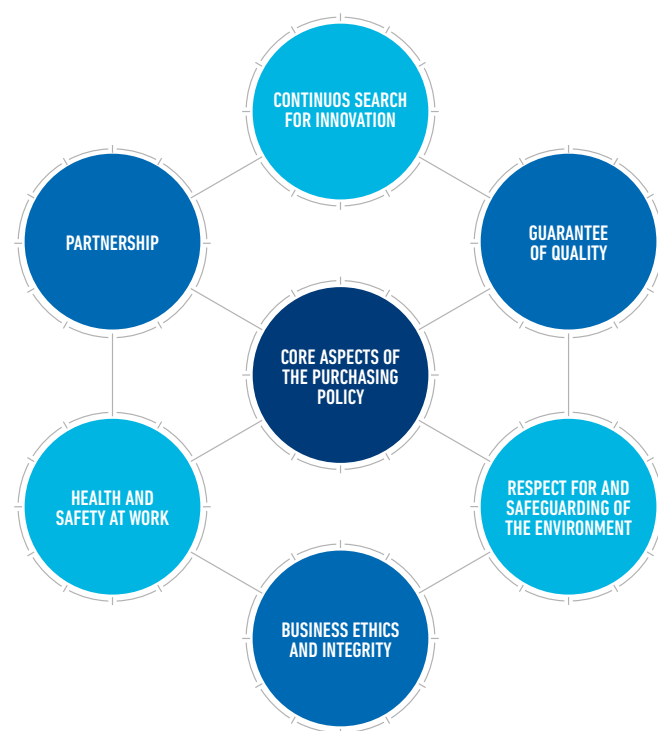 CONTINUOS SEARCH
FOR INNOVATION
PARTNERSHIP
GUARANTEE
OF QUALITY
CORE ASPECTS OF
THE PURCHASING
POLICY
HEALTH AND
SAFETY AT WORK
RESPECT FOR AND
SAFEGUARDING OF
THE ENVIRONMENT
BUSINESS ETHICS
AND INTEGRITY